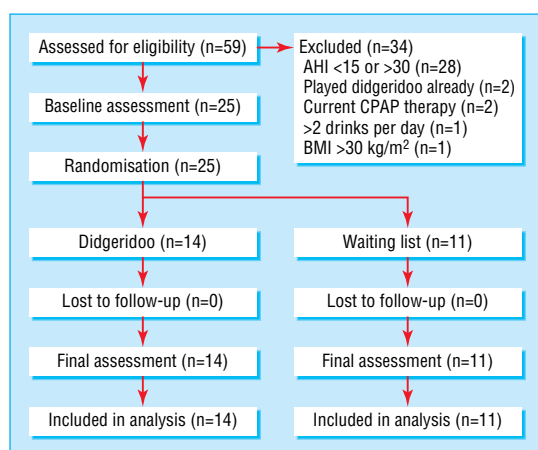 Assessed for eligibility (n=59)
Excluded (n=34)
AHI <15 or >30 (n=28)
Played didgeridoo already (n=2)
Current CPAP therapy (n=2)
>2 drinks per day (n=1)
BMI >30 kg/m² (n=1)
Baseline assessment (n=25)
Randomisation (n=25)
Didgeridoo (n=14)
Waiting list (n=11)
Lost to follow-up (n=0)
Lost to follow-up (n=0)
Final assessment (n=14)
Final assessment (n=11)
Included in analysis (n=14)
Included in analysis (n=11)